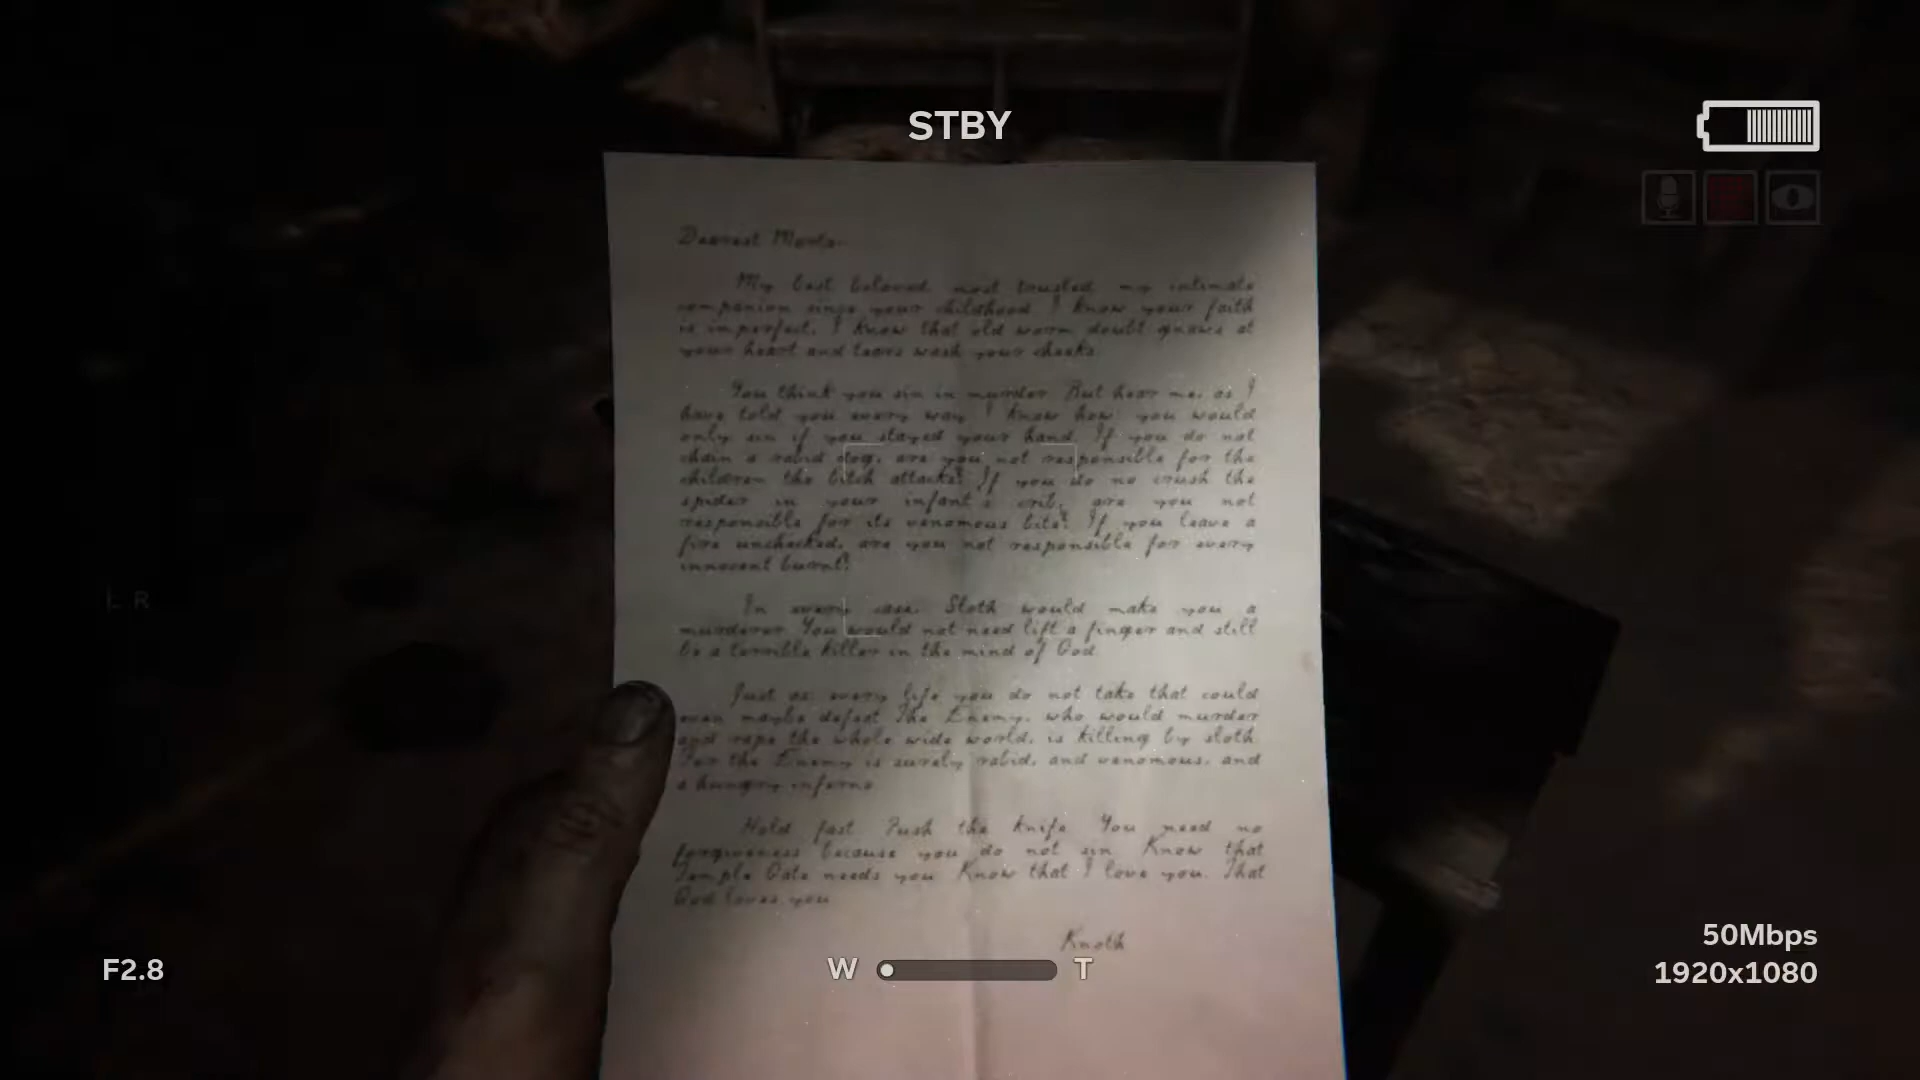 STBY
Dearest Marta.
My best beloved most trusted my intimate
companion since your childhood. I know your faith
is imperfect. I know that old worm doubt gnaws at
your heart and tears wash your cheeks.
You think you sin in murder. But hear me, as I
have told you every way I know how: you would
only sin if you stayed your hand. If you do not
chain a rabid dog, are you not responsible for the
children the bitch attacks? If you do no crush the
spider in your infant's crib, are you not
responsible for its venomous bite? If you leave a
fire unchecked, are you not responsible for every
innocent burnt?
In every case, Sloth would make you a
murderer. You would not need lift a finger and still
be a terrible killer in the mind of God.
Just as every life you do not take that could
even maybe defeat The Enemy, who would murder
and rape the whole wide world, is killing by sloth.
For the Enemy is surely rabid, and venomous, and
a hungry inferno.
Hold fast. Push the knife. You need no
forgiveness because you do not sin. Know that
Temple Gate needs you. Know that I love you. That
God loves you.
Knoth
L R
F2.8
W T
50Mbps
1920x1080